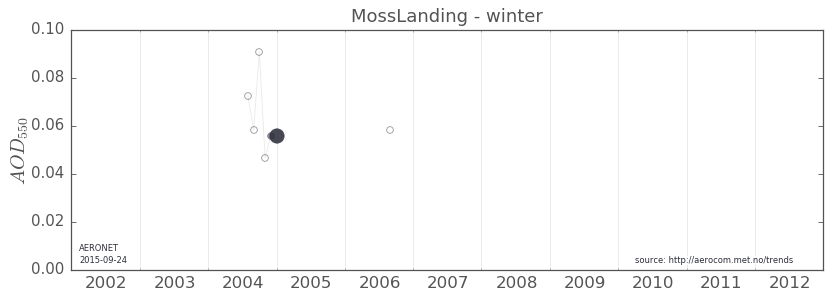 MossLanding - winter
0.10
0.08
0.06
0.04
0.02
0.00
AOD550
AERONET
2015-09-24
source: http://aerocom.met.no/trends
2002 2003 2004 2005 2006 2007 2008 2009 2010 2011 2012